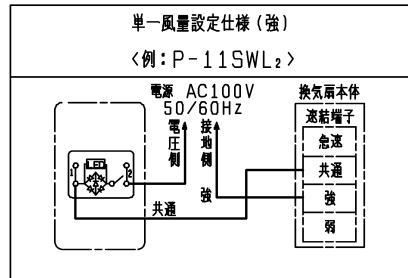 単一風量設定仕様（強）
〈例：P-11SWL₂〉
電源 AC100V
50/60Hz
電圧側
接地側
強
換気扇本体
速結端子
急速
共通
強
弱
1
2
共通